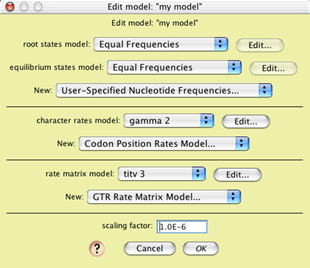 Edit model: "my model"
Edit model: "my model"
root states model: Equal Frequencies Edit...
equilibrium states model: Equal Frequencies Edit...
New: User-Specified Nucleotide Frequencies...
character rates model: gamma 2 Edit...
New: Codon Position Rates Model...
rate matrix model: titv 3 Edit...
New: GTR Rate Matrix Model...
scaling factor: 1.0E-6
? Cancel OK